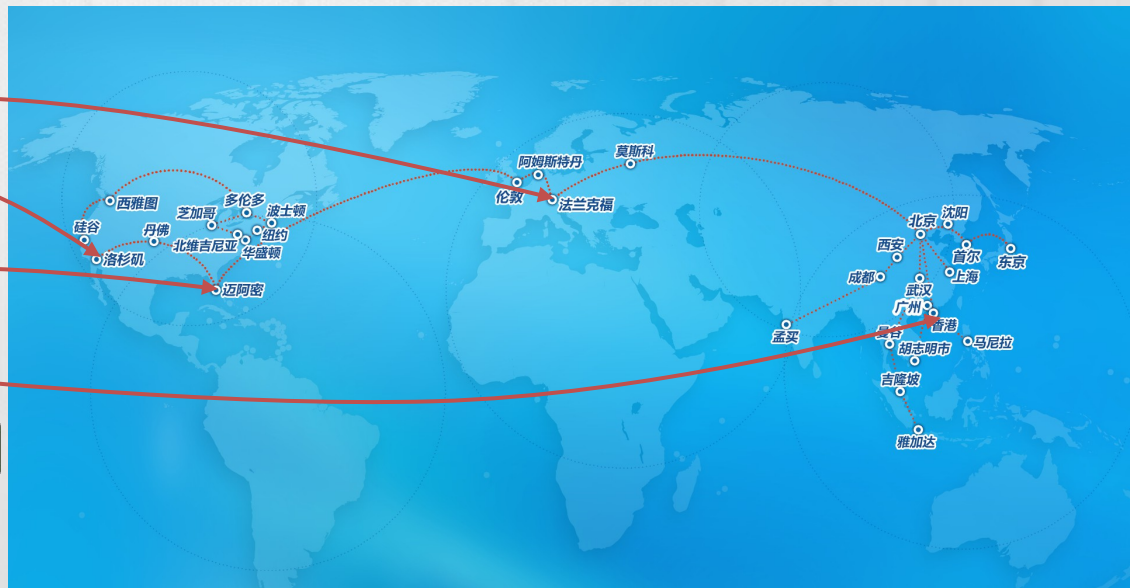 莫斯科
阿姆斯特丹
伦敦
法兰克福
西雅图
多伦多
芝加哥
波士顿
硅谷
丹佛
北维吉尼亚
纽约
华盛顿
洛杉矶
迈阿密
北京
沈阳
西安
首尔
东京
成都
上海
武汉
广州
香港
孟买
曼谷
胡志明市
马尼拉
吉隆坡
雅加达